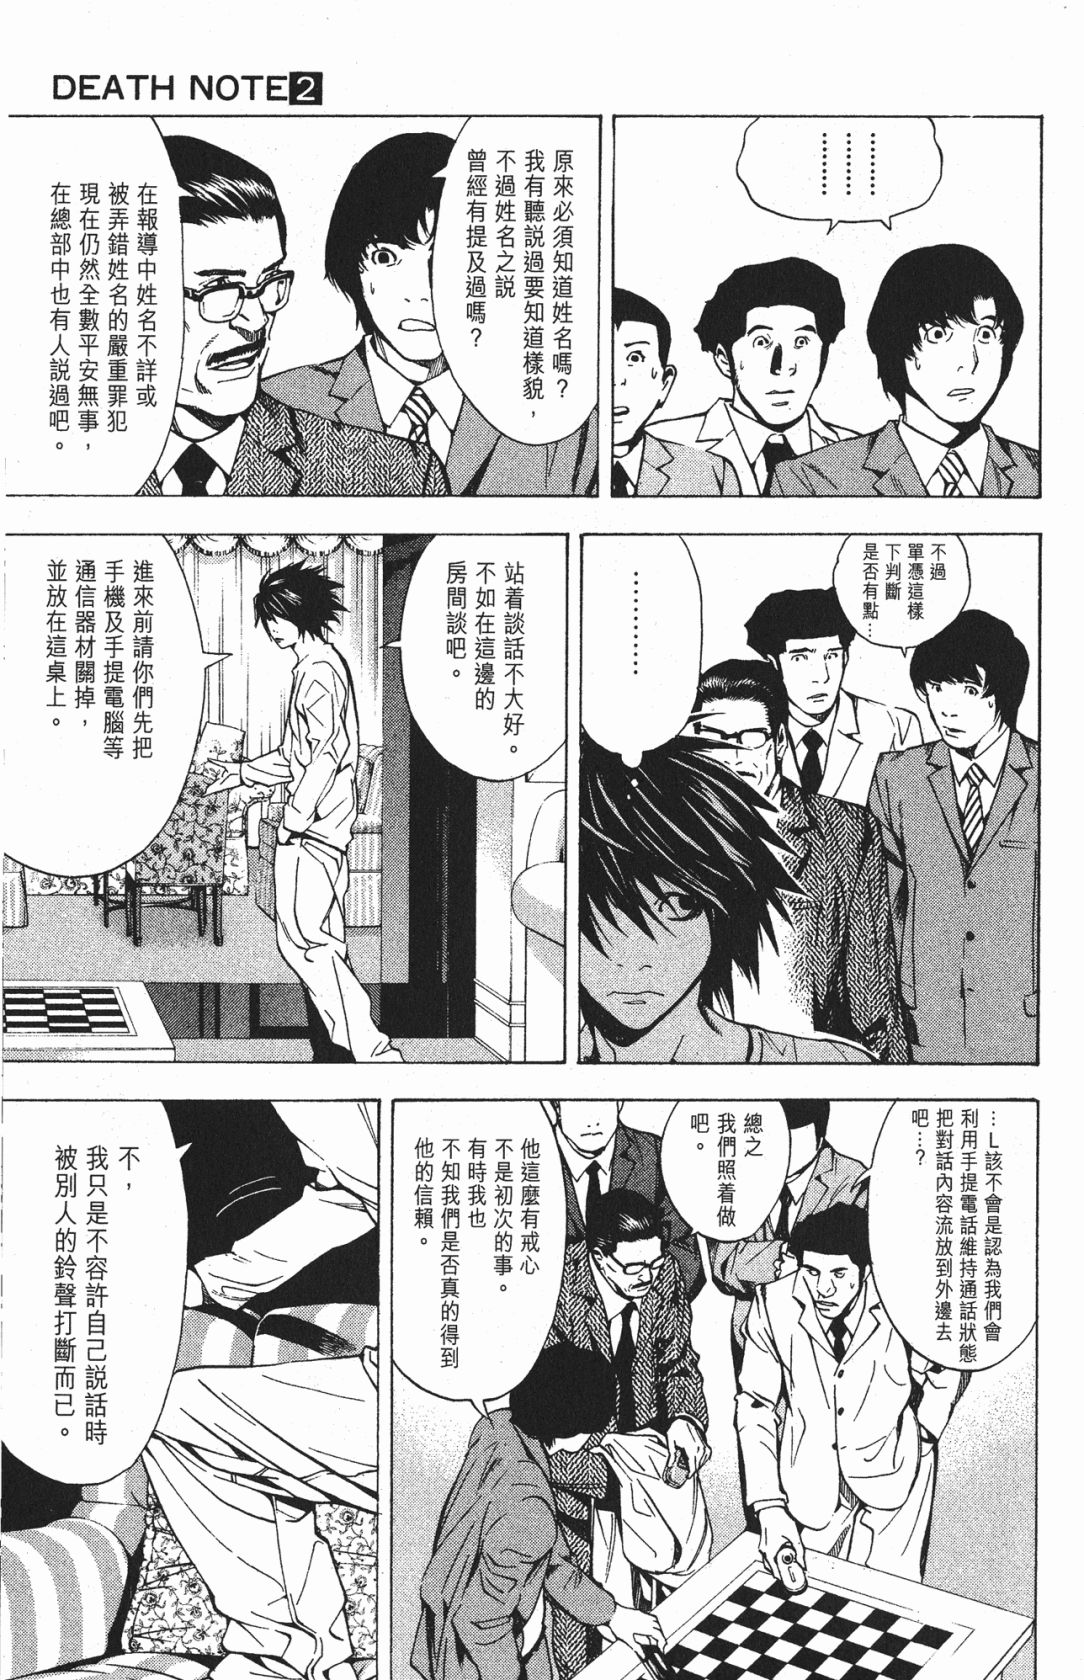 DEATH NOTE2
………
………
………
原來必須知道姓名嗎？
我有聽説過要知道樣貌，
不過姓名之説
曾經有提及過嗎？
在報導中姓名不詳或
被弄錯姓名的嚴重罪犯
現在仍然全數平安無事，
在總部中也有人説過吧。
不過
單憑這樣
下判斷
是否有點…
………
站着談話不大好。
不如在這邊的
房間談吧。
進來前請你們先把
手機及手提電腦等
通信器材關掉，
並放在這桌上。
…L該不會是認為我們會
利用手提電話維持通話狀態
把對話內容流放到外邊去
吧…?
總之
我們照着做
吧。
他這麼有戒心
不是初次的事。
有時我也
不知我們是否真的得到
他的信賴。
不，
我只是不容許自己説話時
被別人的鈴聲打斷而已。